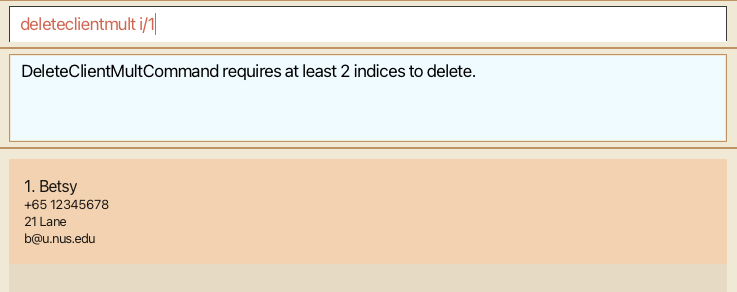 deleteclientmult i/1
DeleteClientMultCommand requires at least 2 indices to delete.
1. Betsy
+65 12345678
21 Lane
b@u.nus.edu